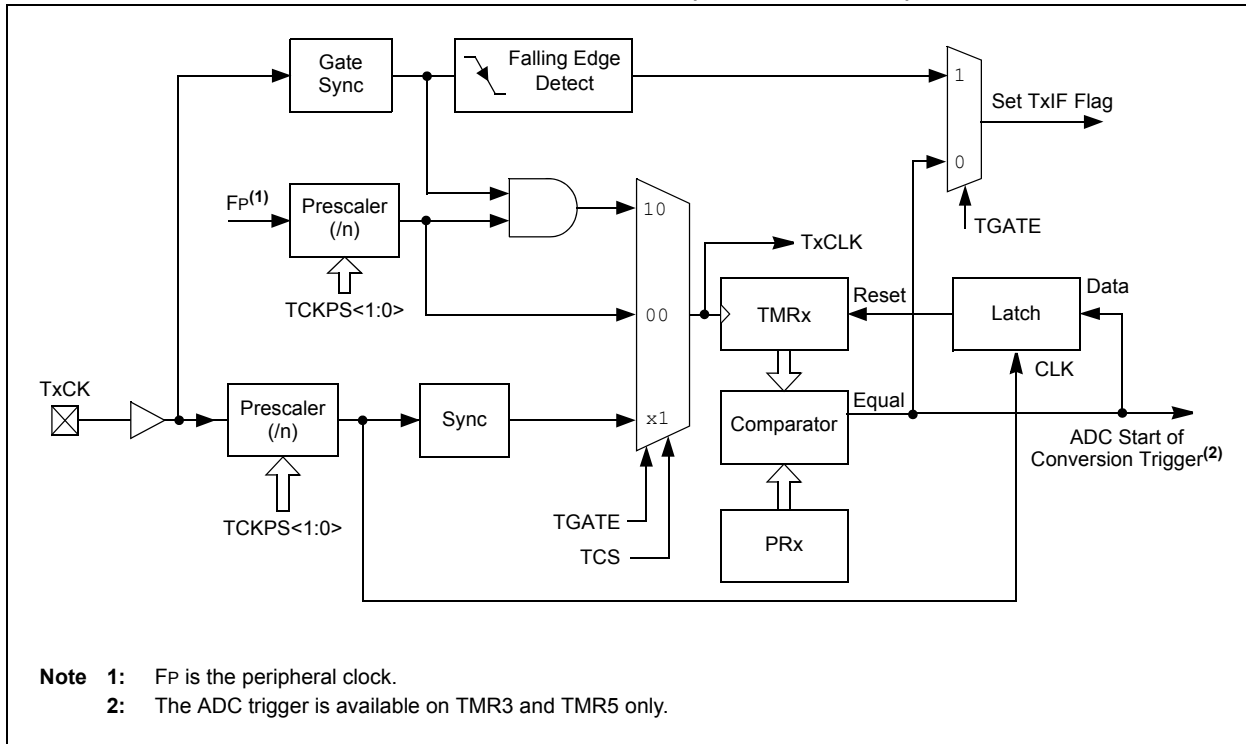 Gate
Sync
Falling Edge
Detect
1
Set TxIF Flag
0
TGATE
FP(1)
Prescaler
(/n)
TCKPS<1:0>
10
00
x1
TxCLK
TMRx
Reset
Latch
Data
CLK
TxCK
Prescaler
(/n)
TCKPS<1:0>
Sync
TGATE
TCS
Comparator
Equal
PRx
ADC Start of
Conversion Trigger(2)
Note 1: FP is the peripheral clock.
2: The ADC trigger is available on TMR3 and TMR5 only.